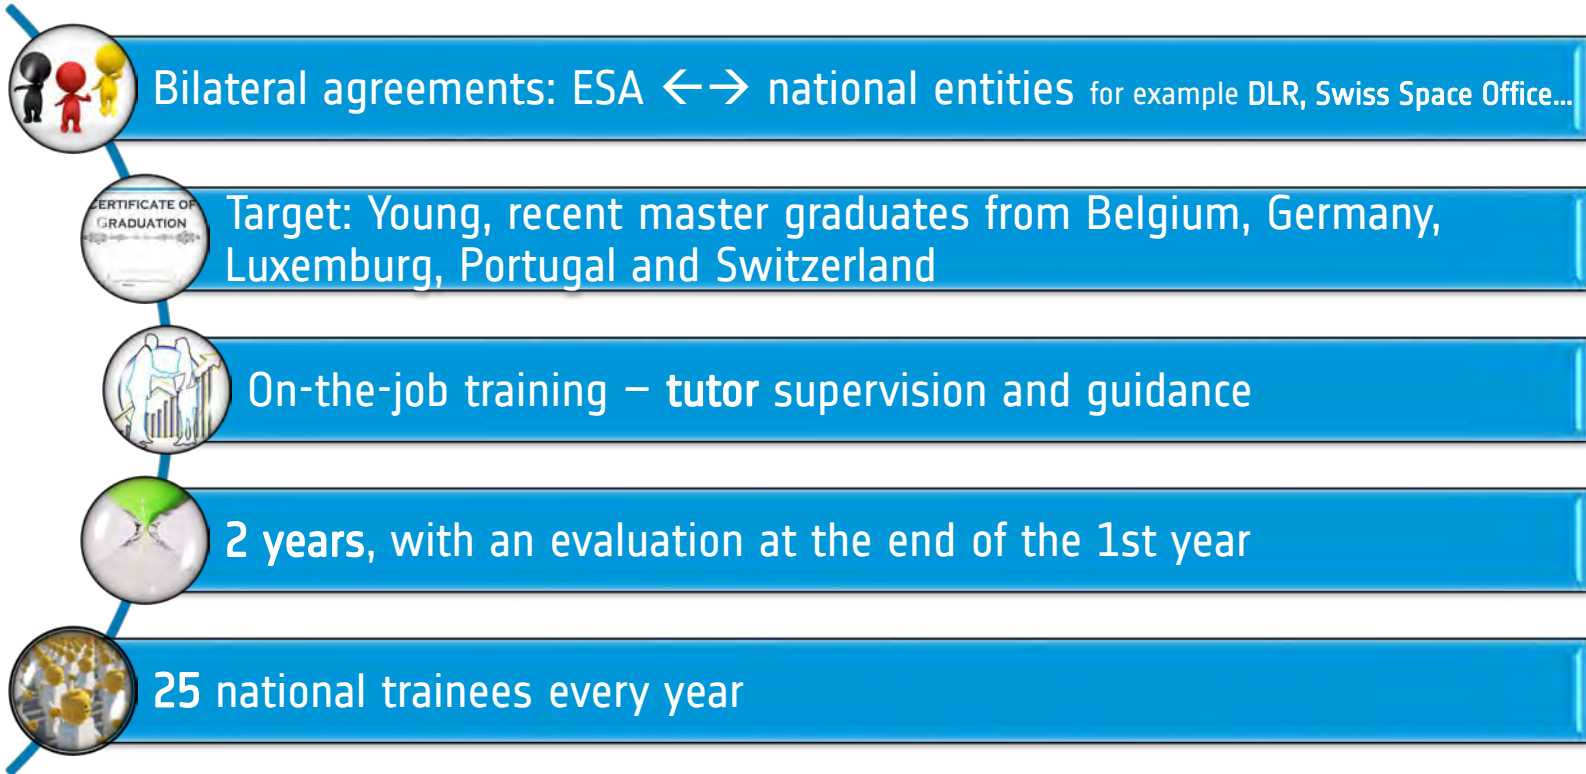 Bilateral agreements: ESA ←→ national entities for example DLR, Swiss Space Office...
CERTIFICATE OF
GRADUATION
Target: Young, recent master graduates from Belgium, Germany,
Luxemburg, Portugal and Switzerland
On-the-job training – tutor supervision and guidance
2 years, with an evaluation at the end of the 1st year
25 national trainees every year